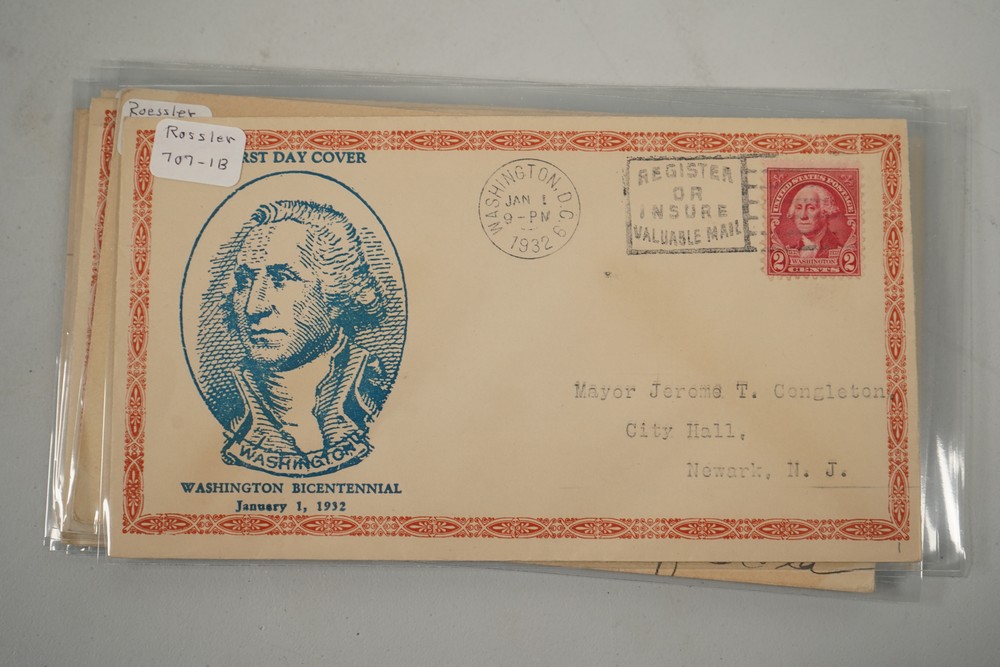 Roessler
Rossler
707-1B
RST DAY COVER
WASHINGTON
WASHINGTON BICENTENNIAL
January 1, 1932
WASHINGTON, D.C. 6
JAN 1
9-PM
1932
REGISTER
OR
INSURE
VALUABLE MAIL
UNITED STATES POSTAGE
WASHINGTON
2 2
Mayor Jerome T. Congleton
City Hall,
Newark, N. J.